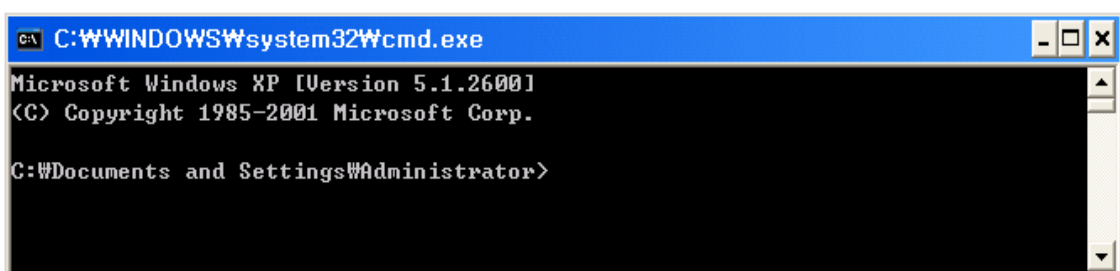 C:₩WINDOWS₩system32₩cmd.exe
Microsoft Windows XP [Version 5.1.2600]
(C) Copyright 1985-2001 Microsoft Corp.
C:₩Documents and Settings₩Administrator>